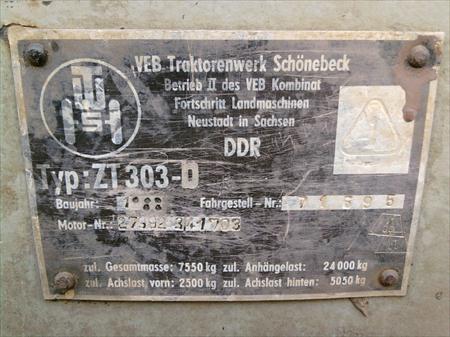 VEB Traktorenwerk Schönebeck
Betrieb II des VEB Kombinat
Fortschritt Landmaschinen
Neustadt in Sachsen
DDR
Typ: ZT 303-D
Baujahr: Fahrgestell-Nr.:
Motor-Nr.:
zul. Gesamtmasse: 7550 kg zul. Anhängelast: 24 000 kg
zul. Achslast vorn: 2500 kg zul. Achslast hinten: 5050 kg